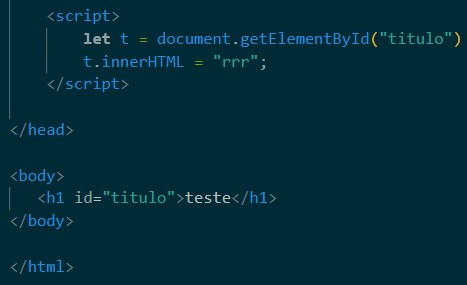 <script>
let t = document.getElementById("titulo")
t.innerHTML = "rrr";
</script>
</head>
<body>
<h1 id="titulo">teste</h1>
</body>
</html>